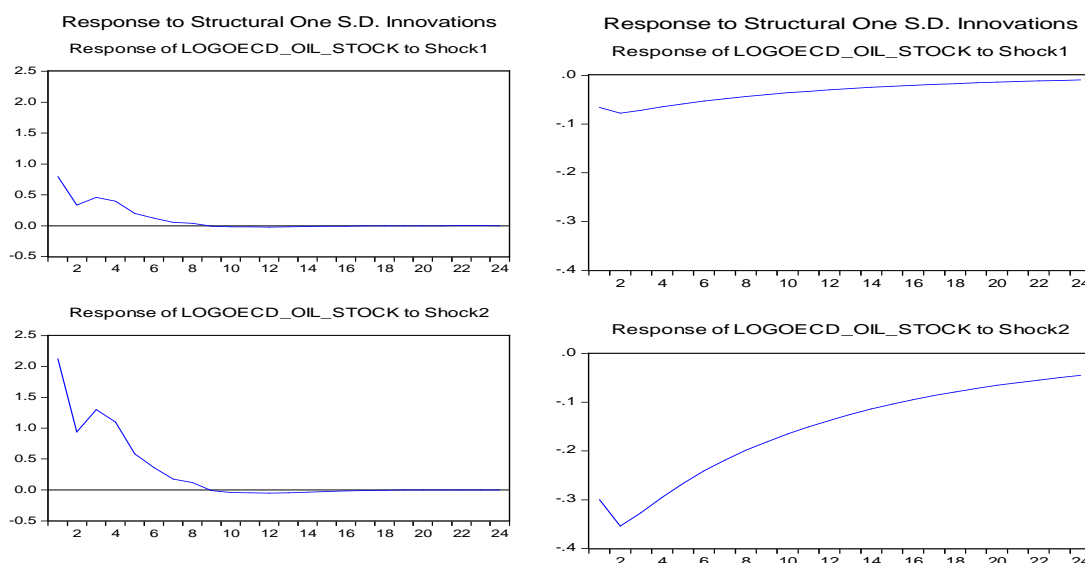 Response to Structural One S.D. Innovations
Response of LOGOECD_OIL_STOCK to Shock1
2.5
2.0
1.5
1.0
0.5
0.0
-0.5
2 4 6 8 10 12 14 16 18 20 22 24
Response of LOGOECD_OIL_STOCK to Shock2
2.5
2.0
1.5
1.0
0.5
0.0
-0.5
2 4 6 8 10 12 14 16 18 20 22 24
Response to Structural One S.D. Innovations
Response of LOGOECD_OIL_STOCK to Shock1
.0
-.1
-.2
-.3
-.4
2 4 6 8 10 12 14 16 18 20 22 24
Response of LOGOECD_OIL_STOCK to Shock2
.0
-.1
-.2
-.3
-.4
2 4 6 8 10 12 14 16 18 20 22 24